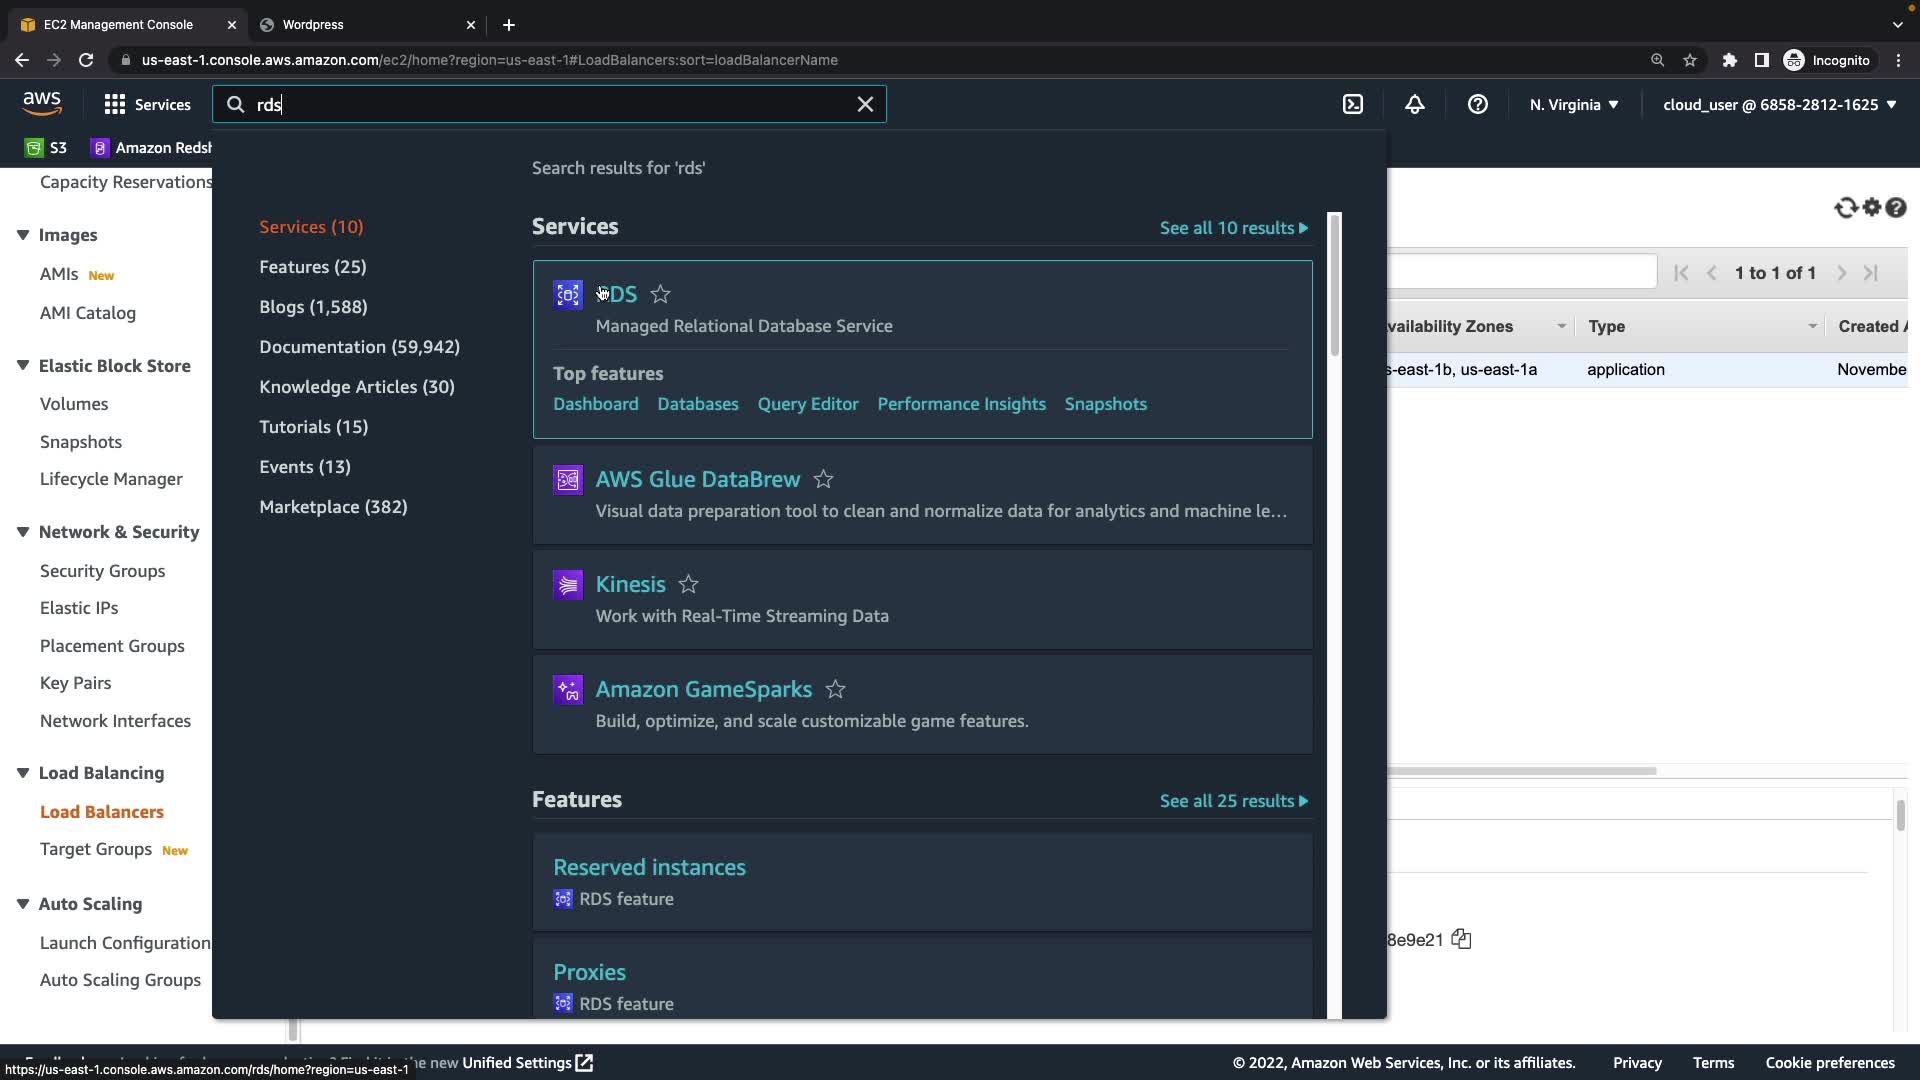 EC2 Management Console
Wordpress
us-east-1.console.aws.amazon.com/ec2/home?region=us-east-1#LoadBalancers:sort=loadBalancerName
Incognito
aws
Services
rds
N. Virginia
cloud_user @ 6858-2812-1625
S3
Amazon Redsh
Search results for 'rds'
Capacity Reservations
Images
AMIs New
AMI Catalog
Elastic Block Store
Volumes
Snapshots
Lifecycle Manager
Network & Security
Security Groups
Elastic IPs
Placement Groups
Key Pairs
Network Interfaces
Load Balancing
Load Balancers
Target Groups New
Auto Scaling
Launch Configuration
Auto Scaling Groups
Services (10)
Features (25)
Blogs (1,588)
Documentation (59,942)
Knowledge Articles (30)
Tutorials (15)
Events (13)
Marketplace (382)
Services
See all 10 results
RDS
Managed Relational Database Service
Top features
Dashboard Databases Query Editor Performance Insights Snapshots
AWS Glue DataBrew
Visual data preparation tool to clean and normalize data for analytics and machine le...
Kinesis
Work with Real-Time Streaming Data
Amazon GameSparks
Build, optimize, and scale customizable game features.
Features
See all 25 results
Reserved instances
RDS feature
Proxies
RDS feature
1 to 1 of 1
vailability Zones
Type
Created A
s-east-1b, us-east-1a
application
Novembe
8e9e21
the new Unified Settings
© 2022, Amazon Web Services, Inc. or its affiliates.
Privacy
Terms
Cookie preferences
https://us-east-1.console.aws.amazon.com/rds/home?region=us-east-1